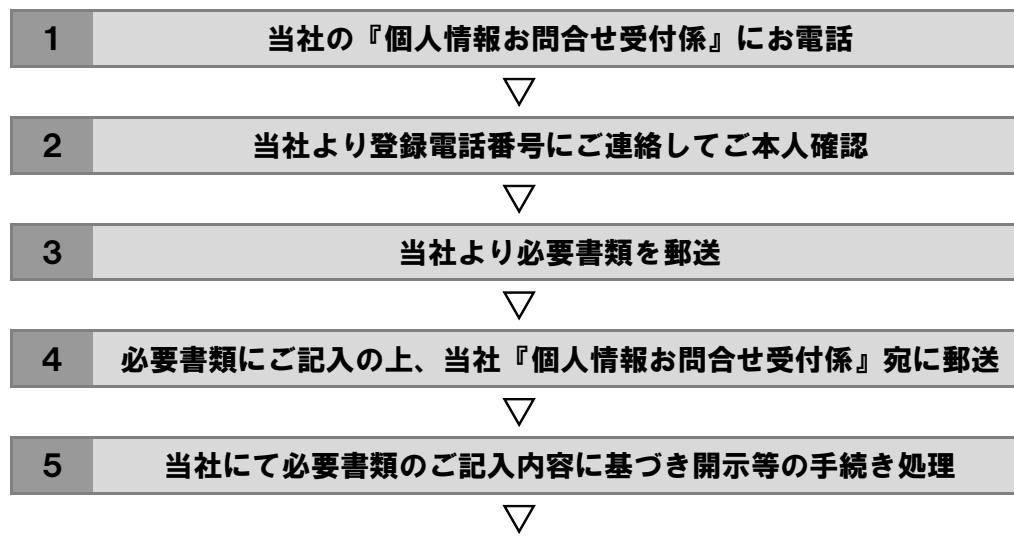 1 当社の『個人情報お問合せ受付係』にお電話
▽
2 当社より登録電話番号にご連絡してご本人確認
▽
3 当社より必要書類を郵送
▽
4 必要書類にご記入の上、当社『個人情報お問合せ受付係』宛に郵送
▽
5 当社にて必要書類のご記入内容に基づき開示等の手続き処理
▽